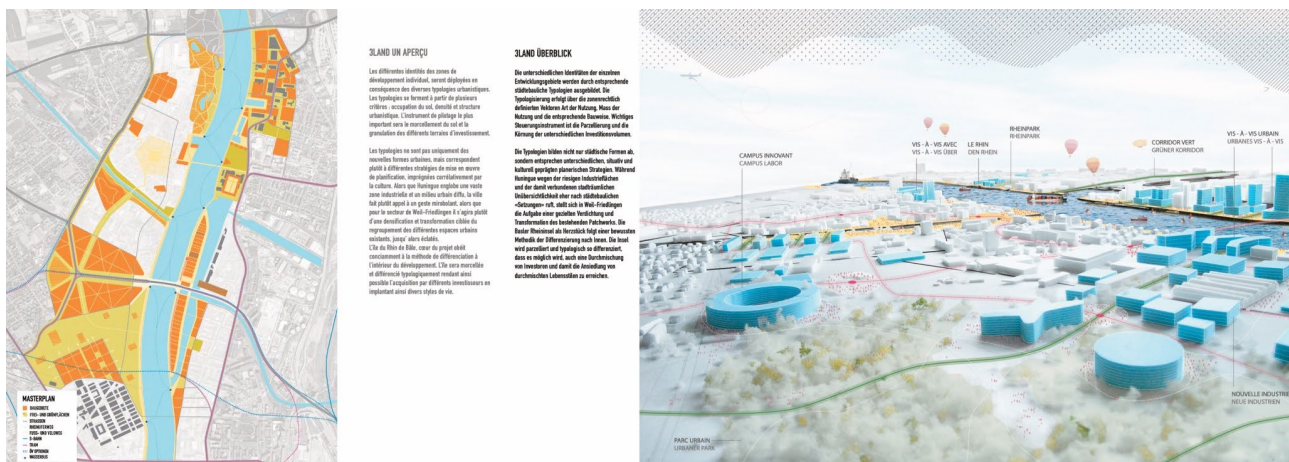 MASTERPLAN
BAUGEBIETE
FREI- UND GRÜNFLÄCHEN
STRASSEN
RHEINUFERWEG
FUSS- UND VELOWEG
S-BAHN
TRAM
ÖV OPTIONEN
WASSERBUS
3LAND UN APERÇU
Les différentes identités des zones de
développement individuel, seront déployées en
conséquence des diverses typologies urbanistiques.
Les typologies se forment à partir de plusieurs
critères : occupation du sol, densité et structure
urbanistique. L'instrument de pilotage le plus
important sera le morcellement du sol et la
granulation des différents terrains d'investissement.
Les typologies ne sont pas uniquement des
nouvelles formes urbaines, mais correspondent
plutôt à différentes stratégies de mise en œuvre
de planification, imprégnées corrélativement par
la culture. Alors que Huningue englobe une vaste
zone industrielle et un milieu urbain diffus, la ville
fait plutôt appel à un geste mirobolant, alors que
pour le secteur de Weil-Friedlingen il s'agira plutôt
d'une densification et transformation ciblée du
regroupement des différentes espaces urbains
existants, jusqu' alors éclatés.
L'île du Rhin de Bâle, cœur du projet obéit
consciemment à la méthode de différenciation à
l'intérieur du développement. L'île sera morcellée
et différencié typologiquement rendant ainsi
possible l'acquisition par différents investisseurs en
implantant ainsi divers styles de vie.
3LAND ÜBERBLICK
Die unterschiedlichen Identitäten der einzelnen
Entwicklungsgebiete werden durch entsprechende
städtebauliche Typologien ausgebildet. Die
Typologisierung erfolgt über die zonenrechtlich
definierten Vektoren Art der Nutzung, Mass der
Nutzung und die entsprechende Bauweise. Wichtiges
Steuerungsinstrument ist die Parzellierung und die
Körnung der unterschiedlichen Investitionsvolumen.
Die Typologien bilden nicht nur städtische Formen ab,
sondern entsprechen unterschiedlichen, situativ und
kulturell geprägten planerischen Strategien. Während
Huningue wegen der riesigen Industrieflächen
und der damit verbundenen stadträumlichen
Unübersichtlichkeit eher nach städtebaulichen
«Setzungen» ruft, stellt sich in Weil-Friedlingen
die Aufgabe einer gezielten Verdichtung und
Transformation des bestehenden Patchworks. Die
Basler Rheininsel als Herzstück folgt einer bewussten
Methodik der Differenzierung nach Innen. Die Insel
wird parzelliert und typologisch so differenziert,
dass es möglich wird, auch eine Durchmischung
von Investoren und damit die Ansiedlung von
durchmischten Lebensstilen zu erreichen.
CAMPUS INNOVANT
CAMPUS LABOR
VIS - À - VIS AVEC
VIS - À - VIS ÜBER
LE RHIN
DEN RHEIN
RHEINPARK
RHEINPARK
CORRIDOR VERT
GRÜNER KORRIDOR
VIS - À - VIS URBAIN
URBANES VIS - À - VIS
NOUVELLE INDUSTRIE
NEUE INDUSTRIEN
PARC URBAIN
URBANER PARK